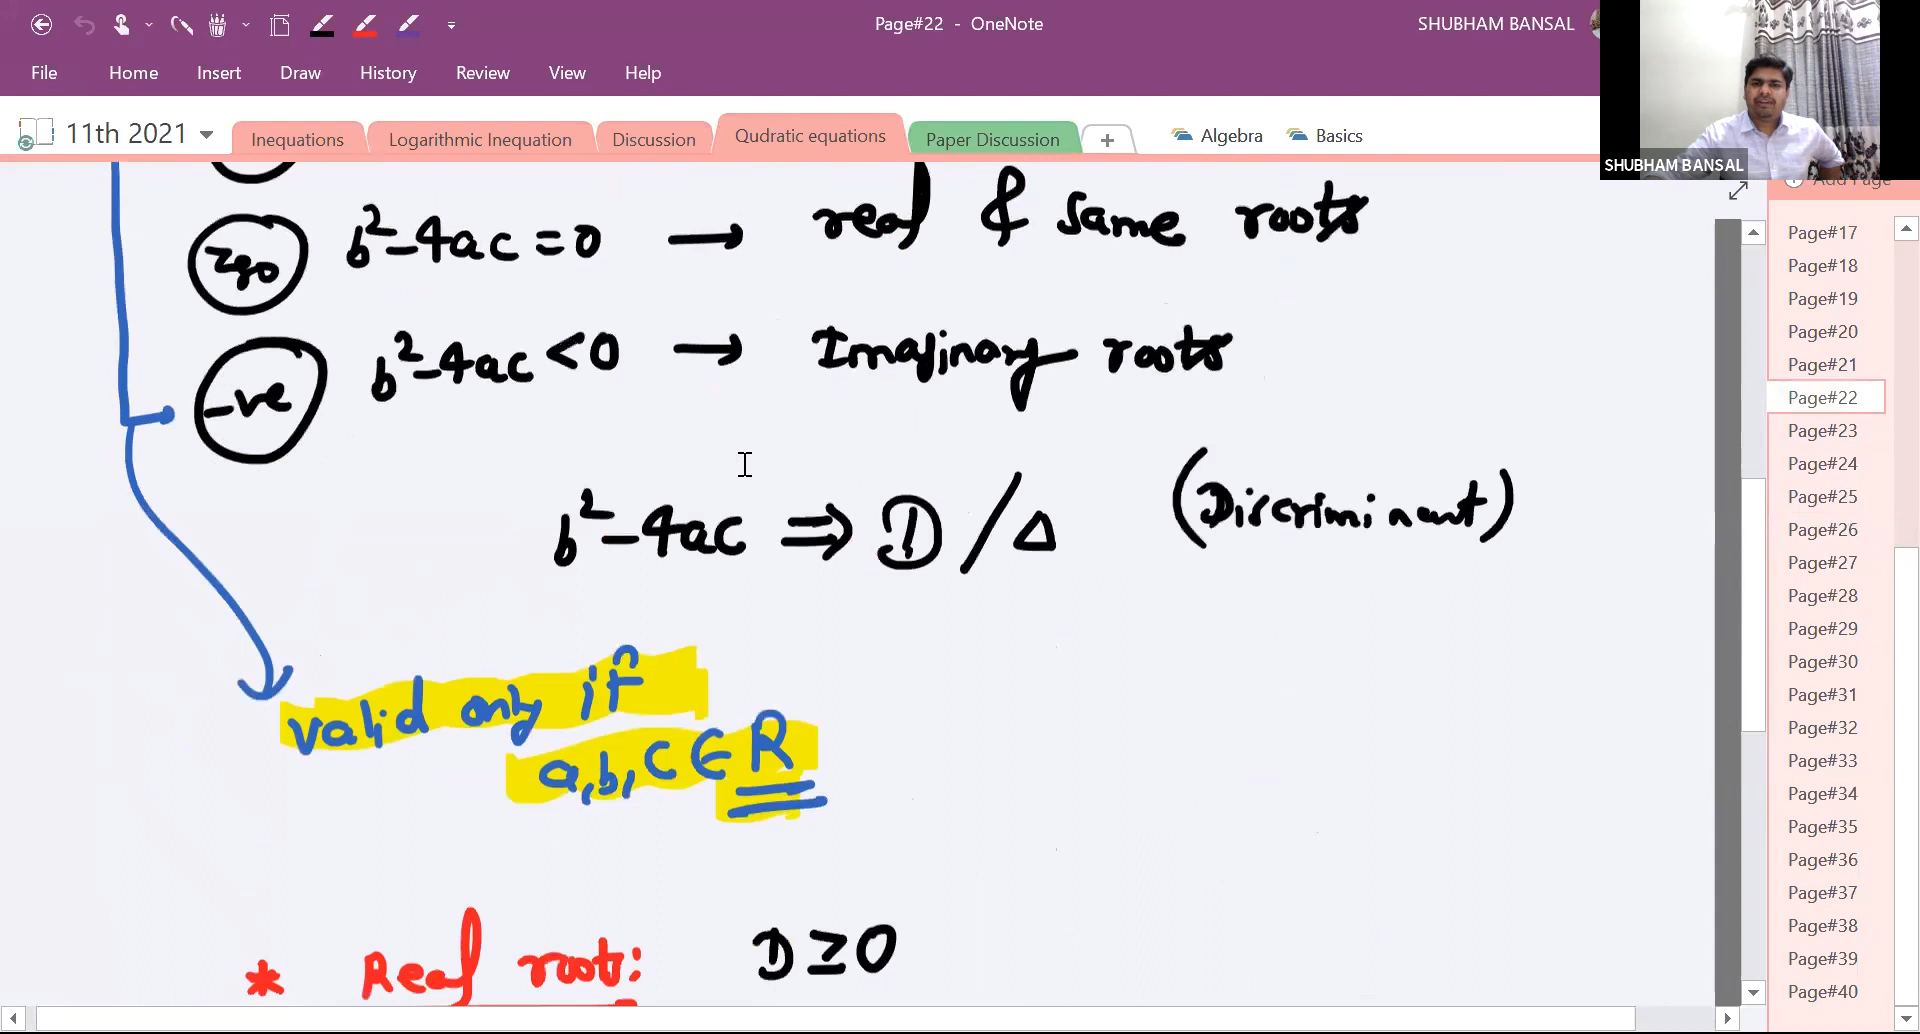 Page#22 - OneNote
SHUBHAM BANSAL
File Home Insert Draw History Review View Help
11th 2021 Inequations Logarithmic Inequation Discussion Qudratic equations Paper Discussion + Algebra Basics
SHUBHAM BANSAL
Add Page
zero b²-4ac=0 → real & same roots
-ve b²-4ac<0 → Imajinary roots
b²-4ac ⇒ D/Δ (Discriminant)
valid only if
a,b,c∈R
* Real roots: D≥0
Page#17
Page#18
Page#19
Page#20
Page#21
Page#22
Page#23
Page#24
Page#25
Page#26
Page#27
Page#28
Page#29
Page#30
Page#31
Page#32
Page#33
Page#34
Page#35
Page#36
Page#37
Page#38
Page#39
Page#40